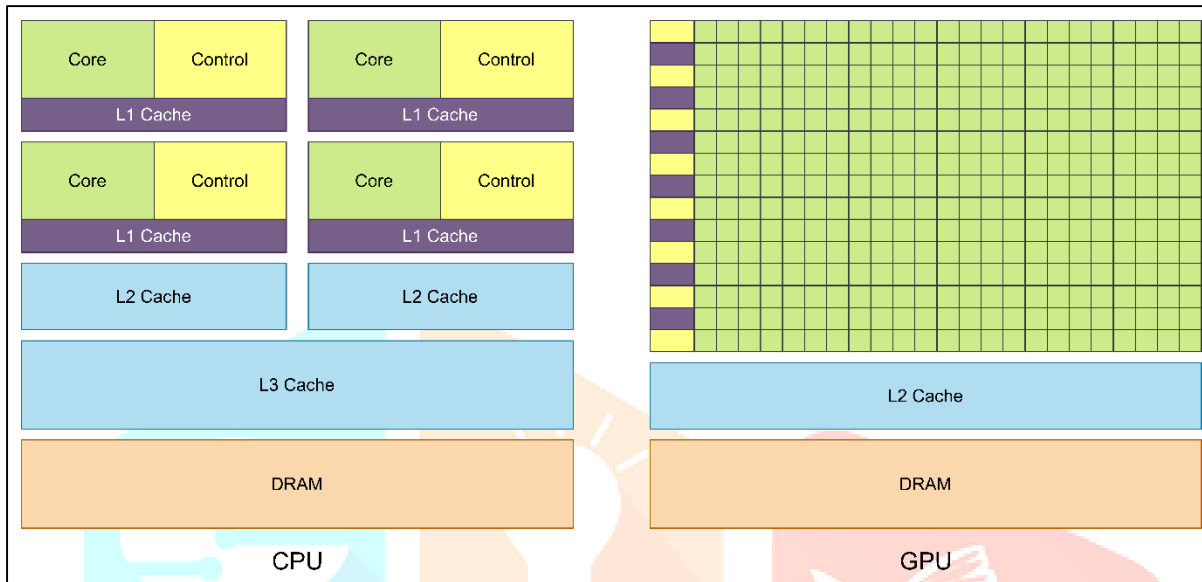 Core Control Core Control
L1 Cache L1 Cache
Core Control Core Control
L1 Cache L1 Cache
L2 Cache L2 Cache
L3 Cache
L2 Cache
DRAM DRAM
CPU GPU